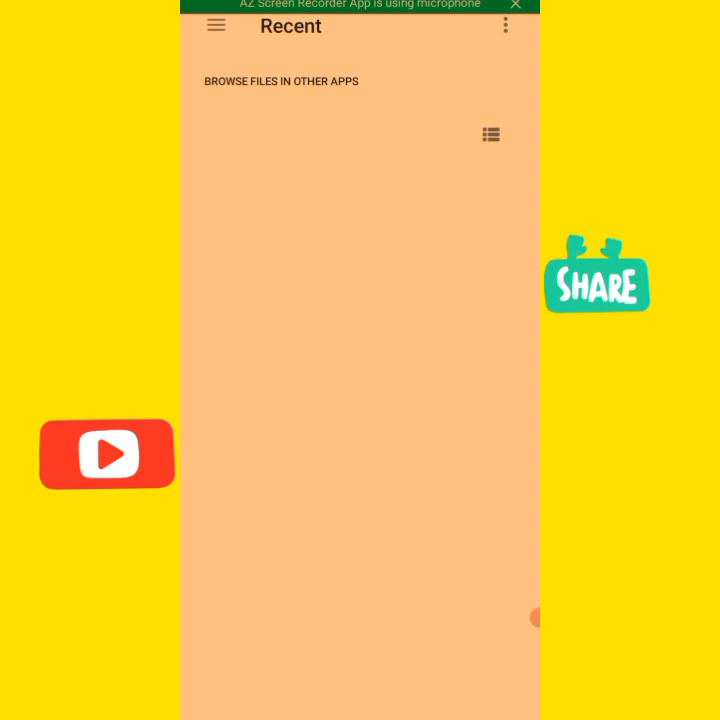 AZ Screen Recorder App is using microphone
Recent
BROWSE FILES IN OTHER APPS
SHARE